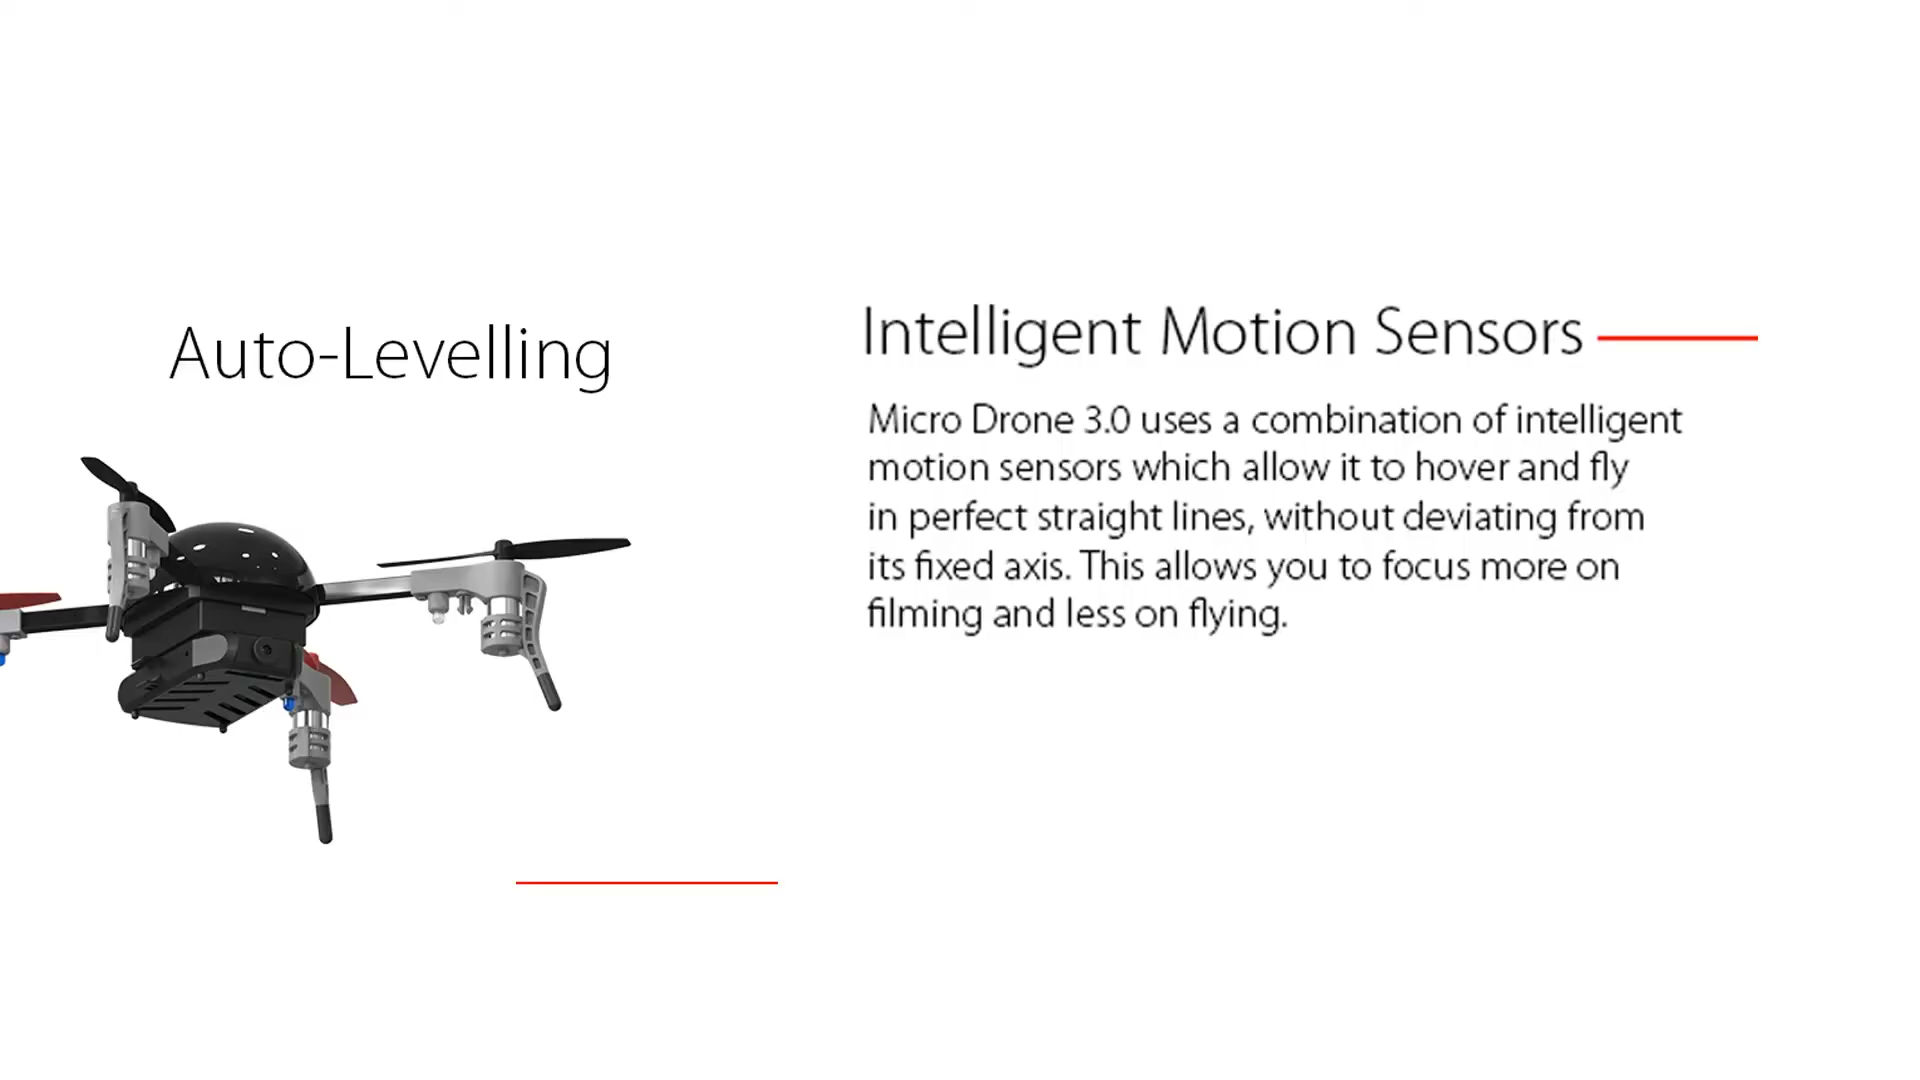 Auto-Levelling
Intelligent Motion Sensors
Micro Drone 3.0 uses a combination of intelligent
motion sensors which allow it to hover and fly
in perfect straight lines, without deviating from
its fixed axis. This allows you to focus more on
filming and less on flying.